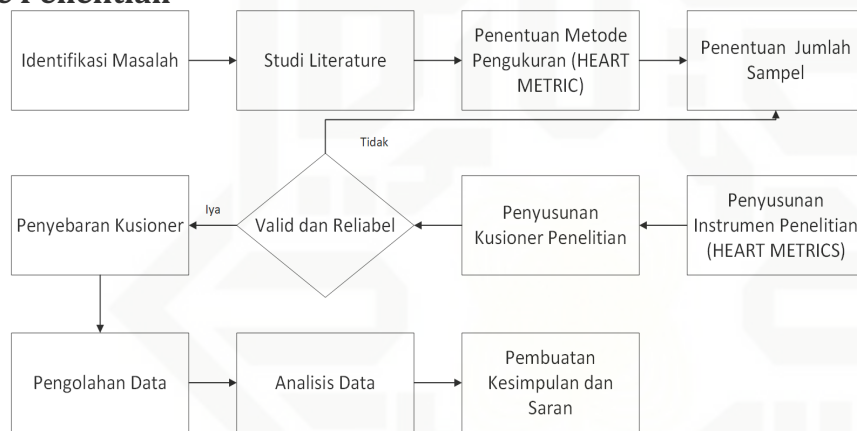 Penelitian
Identifikasi Masalah
Studi Literature
Penentuan Metode
Pengukuran (HEART
METRIC)
Penentuan Jumlah
Sampel
Tidak
Penyebaran Kusioner
Iya
Valid dan Reliabel
Penyusunan
Kusioner Penelitian
Penyusunan
Instrumen Penelitian
(HEART METRICS)
Pengolahan Data
Analisis Data
Pembuatan
Kesimpulan dan
Saran